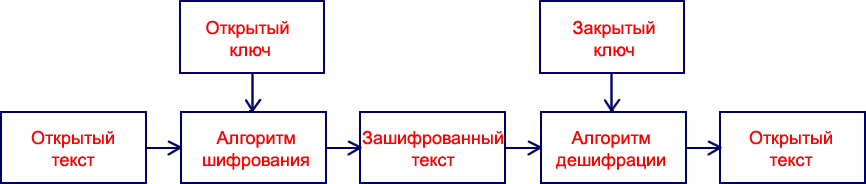 Открытый
ключ
Закрытый
ключ
Открытый
текст
Алгоритм
шифрования
Зашифрованный
текст
Алгоритм
дешифрации
Открытый
текст